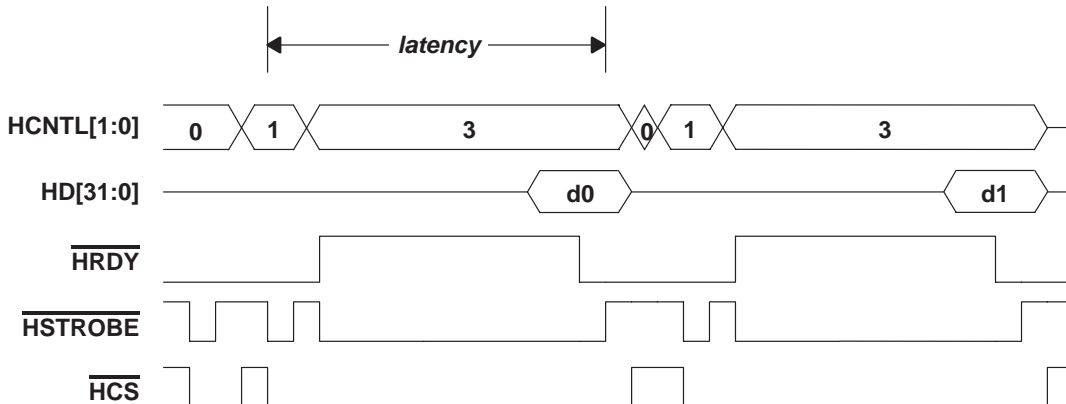 latency
HCNTL[1:0] 0 1 3 0 1 3
HD[31:0] d0 d1
HRDY
HSTROBE
HCS